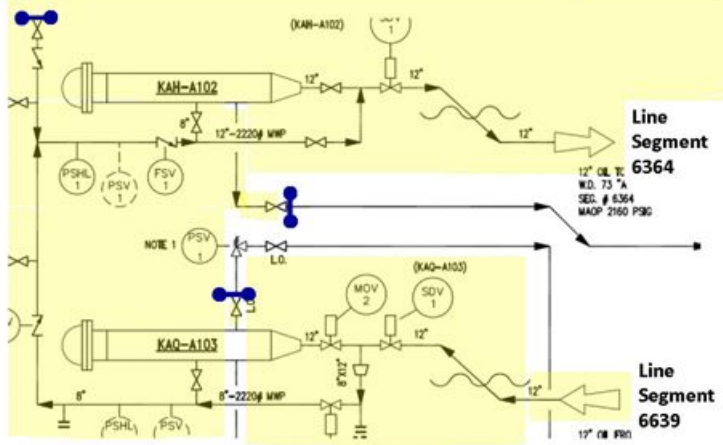 (KAH-A102)
SDV
1
KAH-A102
12"
12"
8"
12"-2220# MWP
12"
Line
Segment
6364
PSHL
1
PSV
1
FSV
1
12" OIL TO
W.D. 73 "A
SEG. # 6364
MAOP 2160 PSIG
NOTE 1
PSV
1
L.O.
(KAQ-A103)
L.O.
MOV
2
SDV
1
KAQ-A103
12"
12"
8"X12"
12"
Line
Segment
6639
8"
8"-2220# MWP
PSHL
PSV
12" OIL FRO